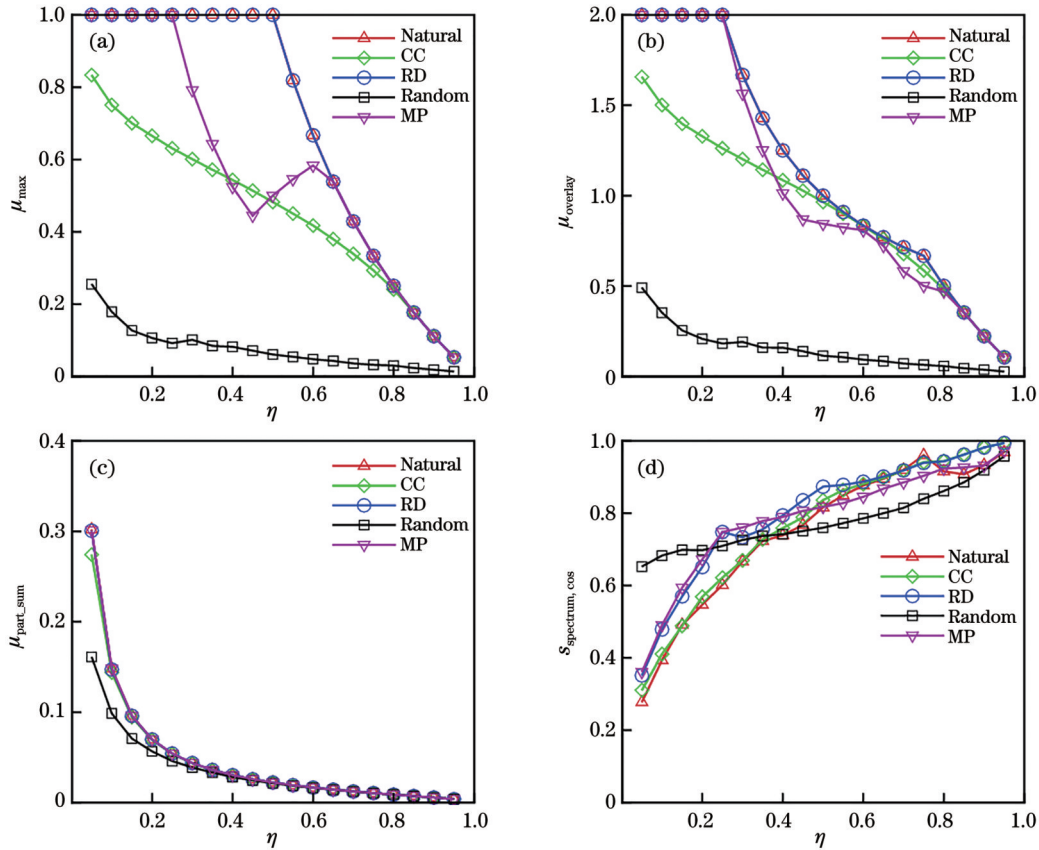 (a)
Natural
CC
RD
Random
MP
μmax
1.0
0.8
0.6
0.4
0.2
0
0.2
0.4
0.6
0.8
1.0
η
(b)
Natural
CC
RD
Random
MP
μoverlay
2.0
1.5
1.0
0.5
0
0.2
0.4
0.6
0.8
1.0
η
(c)
Natural
CC
RD
Random
MP
μpart_sum
0.4
0.3
0.2
0.1
0
0.2
0.4
0.6
0.8
1.0
η
(d)
Natural
CC
RD
Random
MP
sspectrum, cos
1.0
0.8
0.6
0.4
0.2
0
0.2
0.4
0.6
0.8
1.0
η